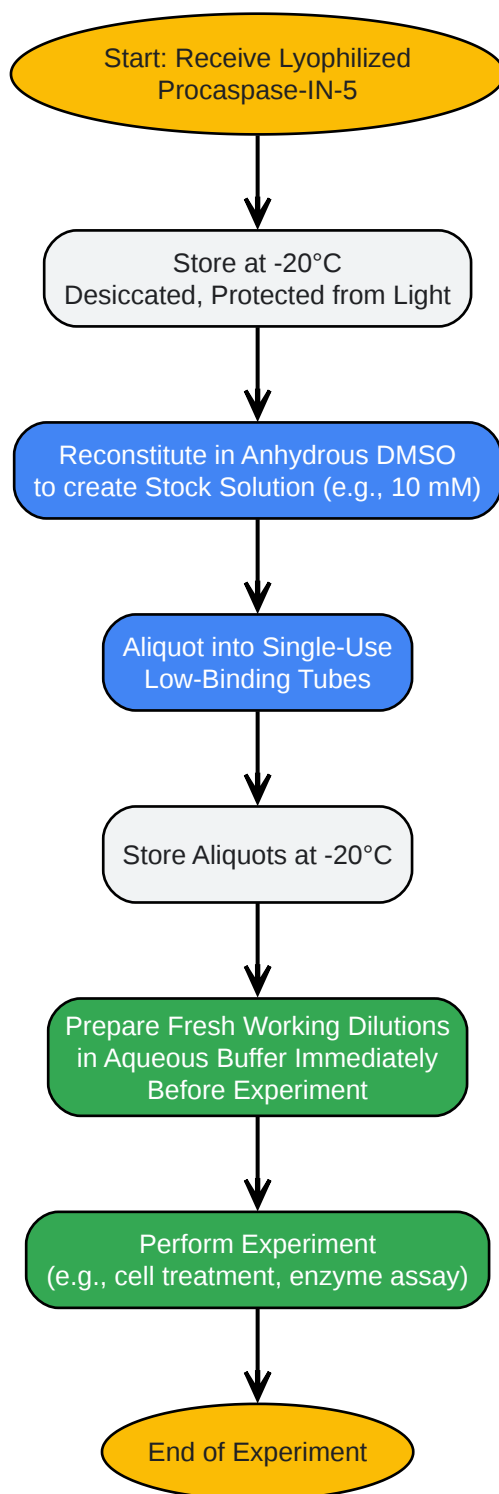 Start: Receive Lyophilized
Procaspase-IN-5
Store at -20°C
Desiccated, Protected from Light
Reconstitute in Anhydrous DMSO
to create Stock Solution (e.g., 10 mM)
Aliquot into Single-Use
Low-Binding Tubes
Store Aliquots at -20°C
Prepare Fresh Working Dilutions
in Aqueous Buffer Immediately
Before Experiment
Perform Experiment
(e.g., cell treatment, enzyme assay)
End of Experiment